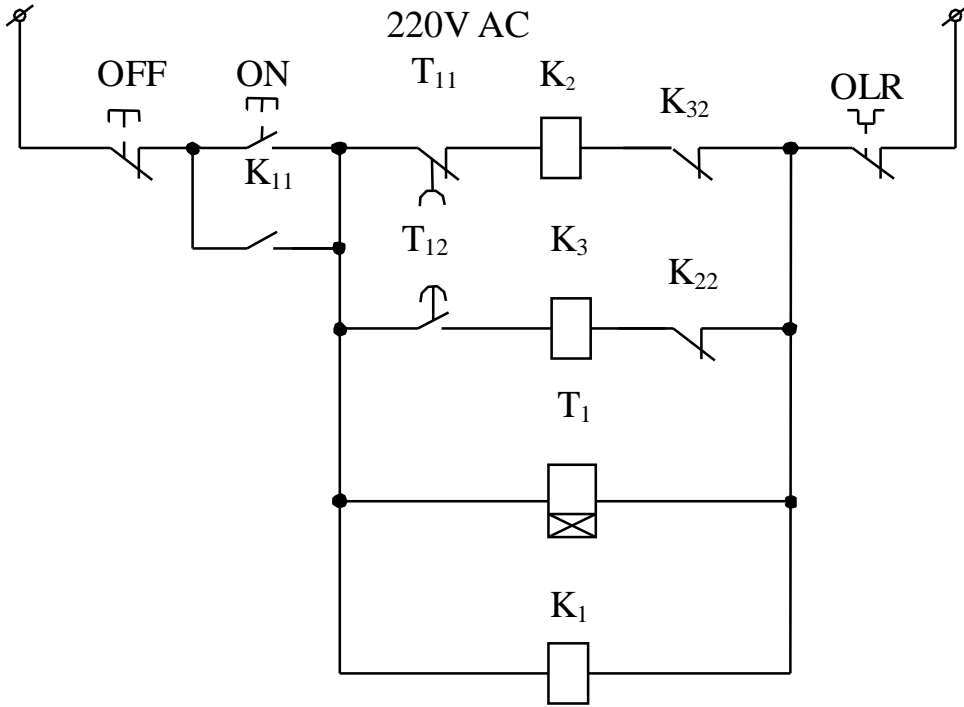 220V AC
OFF
ON
T₁₁
K₂
K₃₂
OLR
K₁₁
T₁₂
K₃
K₂₂
T₁
K₁